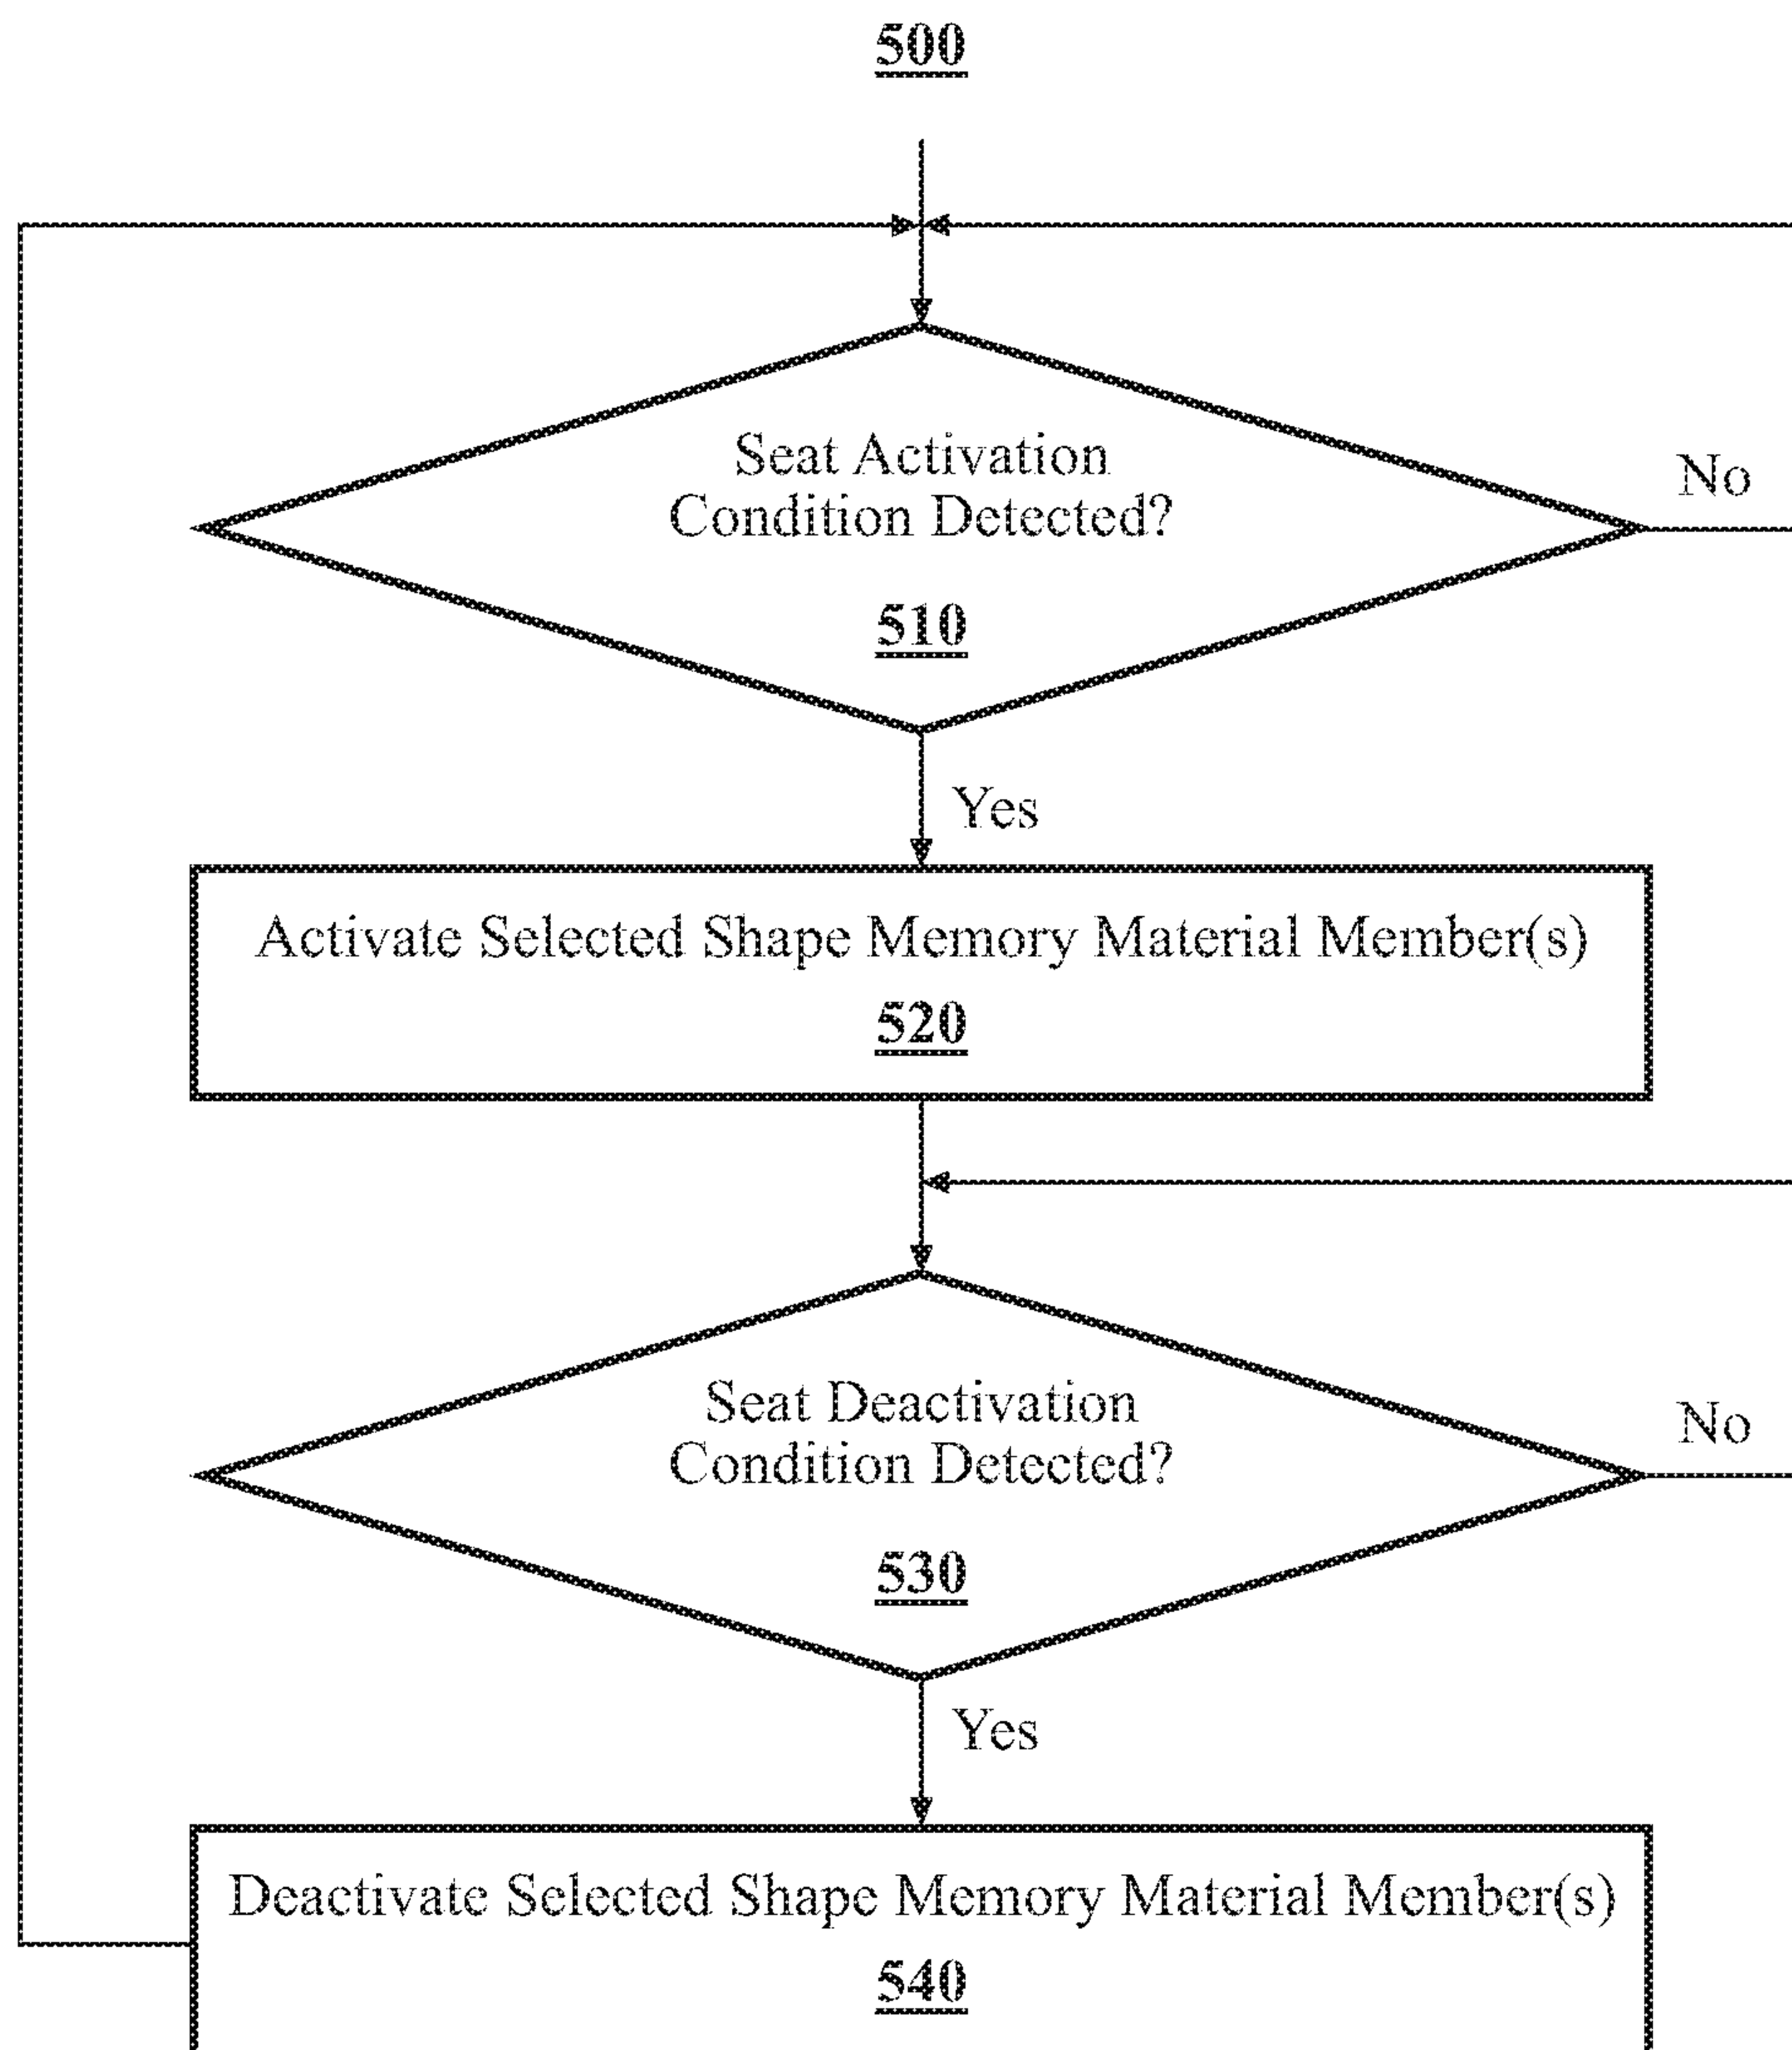 500
Seat Activation
Condition Detected?
No
510
Yes
Activate Selected Shape Memory Material Member(s)
520
Seat Deactivation
Condition Detected?
No
530
Yes
Deactivate Selected Shape Memory Material Member(s)
540